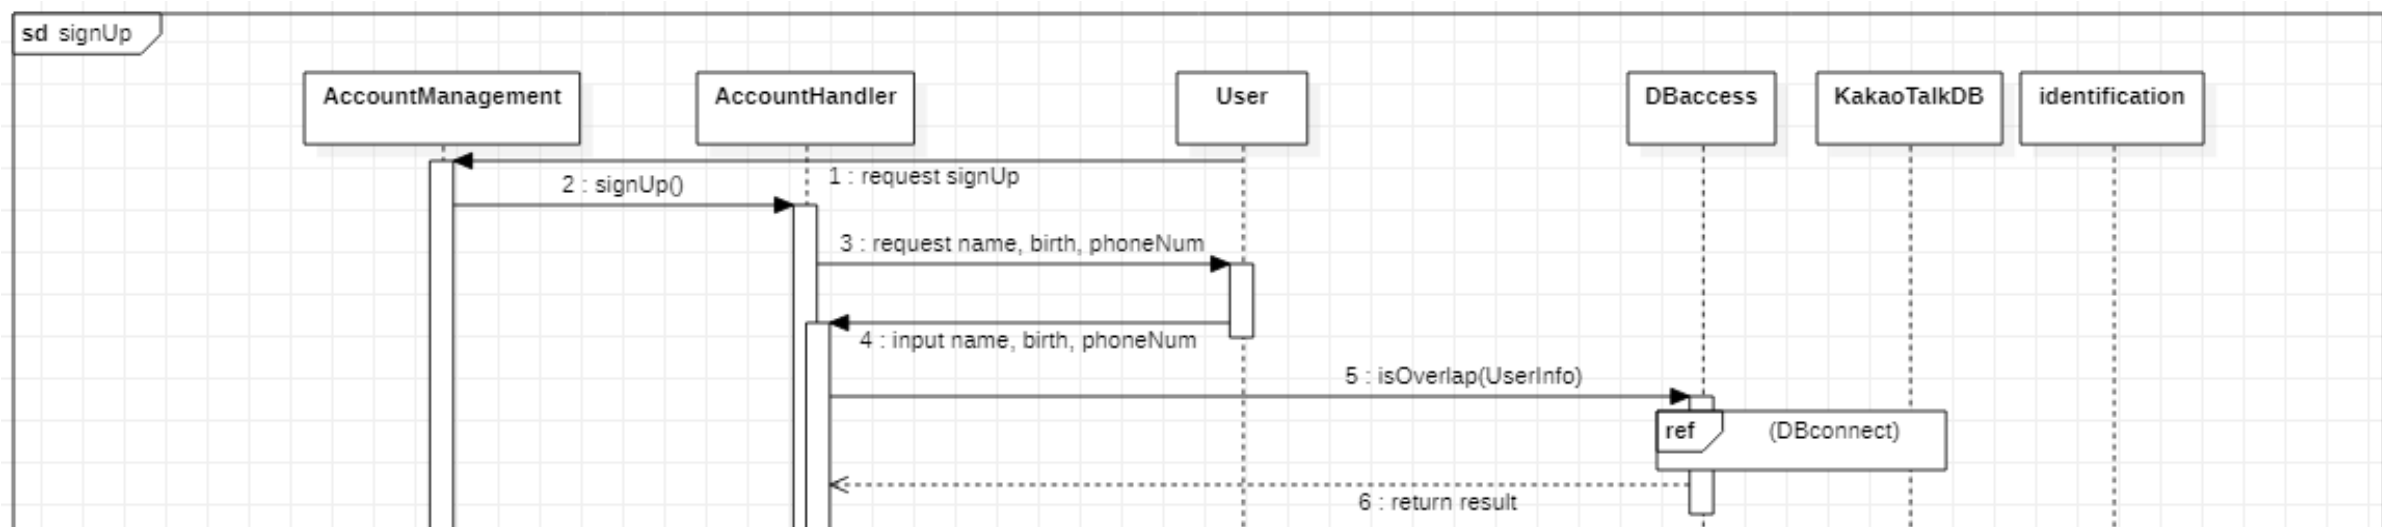 sd signUp
AccountManagement
AccountHandler
User
DBaccess
KakaoTalkDB
identification
1 : request signUp
2 : signUp()
3 : request name, birth, phoneNum
4 : input name, birth, phoneNum
5 : isOverlap(UserInfo)
ref (DBconnect)
6 : return result